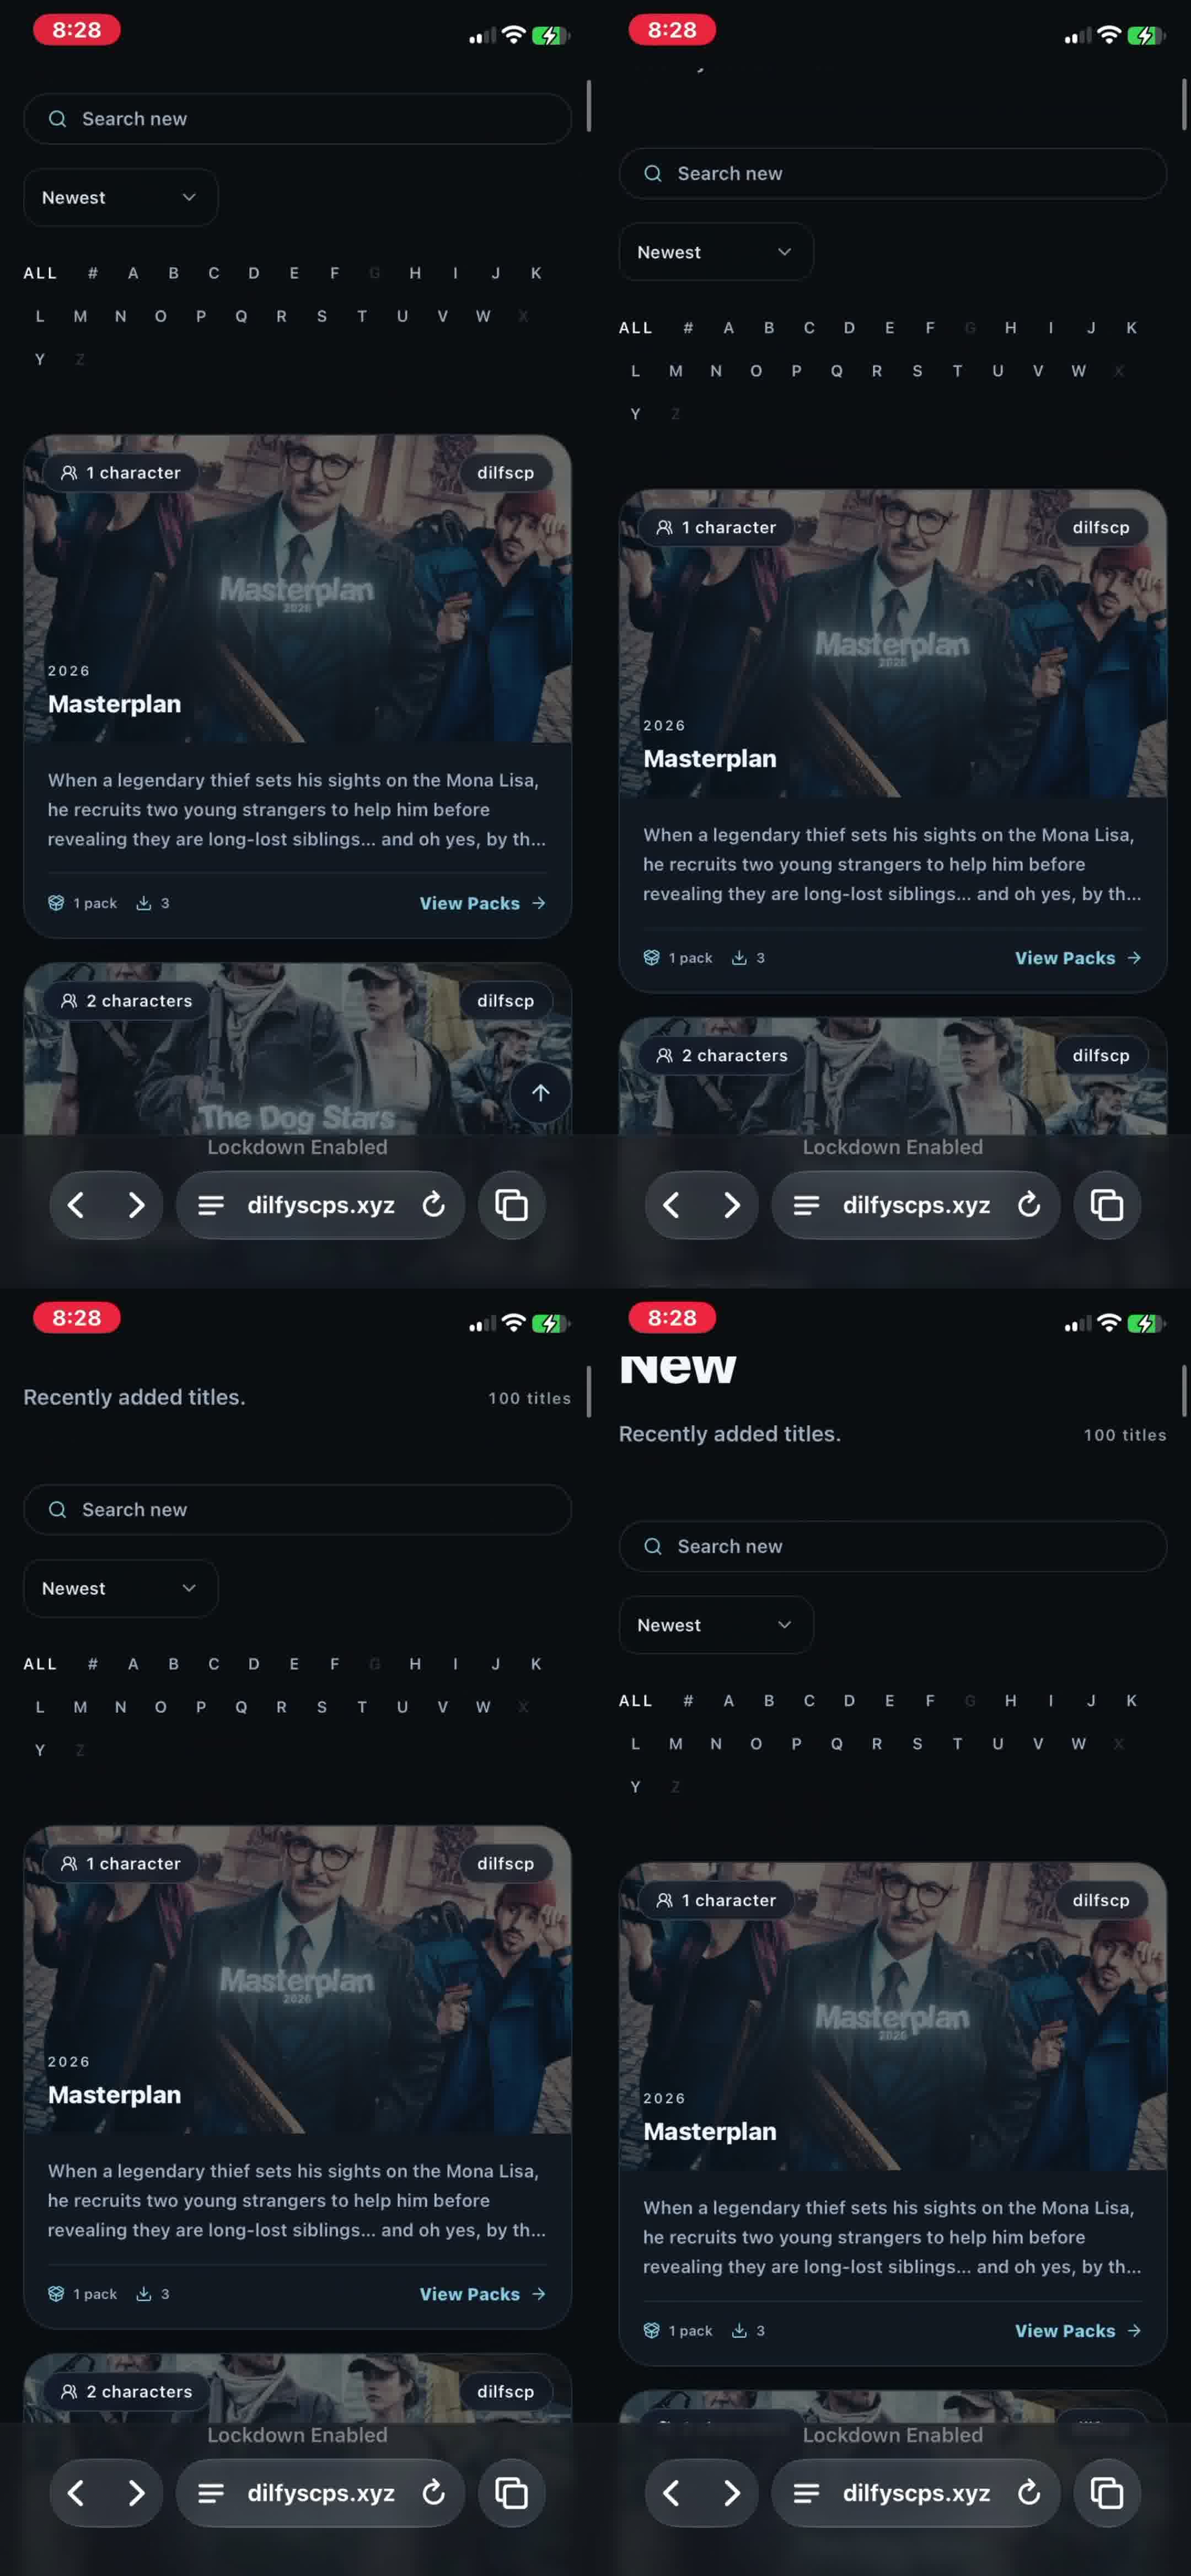 8:28
Search new
Newest
ALL # A B C D E F G H I J K
L M N O P Q R S T U V W X
Y Z
1 character dilfscp
Masterplan
2026
2026
Masterplan
When a legendary thief sets his sights on the Mona Lisa,
he recruits two young strangers to help him before
revealing they are long-lost siblings... and oh yes, by th...
1 pack 3 View Packs
2 characters dilfscp
The Dog Stars
Lockdown Enabled
dilfyscps.xyz
8:28
Search new
Newest
ALL # A B C D E F G H I J K
L M N O P Q R S T U V W X
Y Z
1 character dilfscp
Masterplan
2026
2026
Masterplan
When a legendary thief sets his sights on the Mona Lisa,
he recruits two young strangers to help him before
revealing they are long-lost siblings... and oh yes, by th...
1 pack 3 View Packs
2 characters dilfscp
Lockdown Enabled
dilfyscps.xyz
8:28
Recently added titles. 100 titles
Search new
Newest
ALL # A B C D E F G H I J K
L M N O P Q R S T U V W X
Y Z
1 character dilfscp
Masterplan
2026
2026
Masterplan
When a legendary thief sets his sights on the Mona Lisa,
he recruits two young strangers to help him before
revealing they are long-lost siblings... and oh yes, by th...
1 pack 3 View Packs
2 characters dilfscp
Lockdown Enabled
dilfyscps.xyz
8:28
New
Recently added titles. 100 titles
Search new
Newest
ALL # A B C D E F G H I J K
L M N O P Q R S T U V W X
Y Z
1 character dilfscp
Masterplan
2026
2026
Masterplan
When a legendary thief sets his sights on the Mona Lisa,
he recruits two young strangers to help him before
revealing they are long-lost siblings... and oh yes, by th...
1 pack 3 View Packs
Lockdown Enabled
dilfyscps.xyz